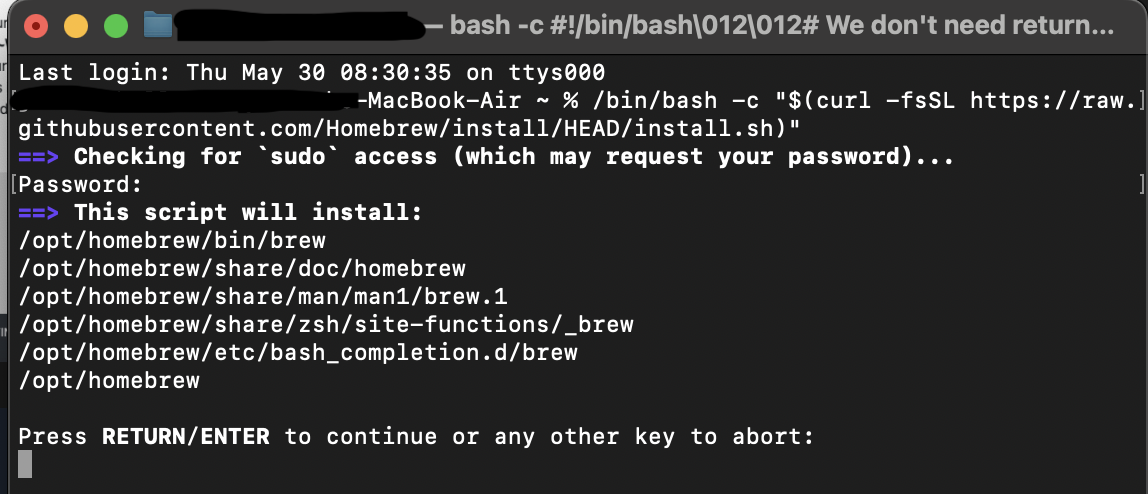 — bash -c #!/bin/bash\012\012# We don't need return...
Last login: Thu May 30 08:30:35 on ttys000
-MacBook-Air ~ % /bin/bash -c "$(curl -fsSL https://raw.
githubusercontent.com/Homebrew/install/HEAD/install.sh)"
==> Checking for `sudo` access (which may request your password)...
Password:
==> This script will install:
/opt/homebrew/bin/brew
/opt/homebrew/share/doc/homebrew
/opt/homebrew/share/man/man1/brew.1
/opt/homebrew/share/zsh/site-functions/_brew
/opt/homebrew/etc/bash_completion.d/brew
/opt/homebrew

Press RETURN/ENTER to continue or any other key to abort: